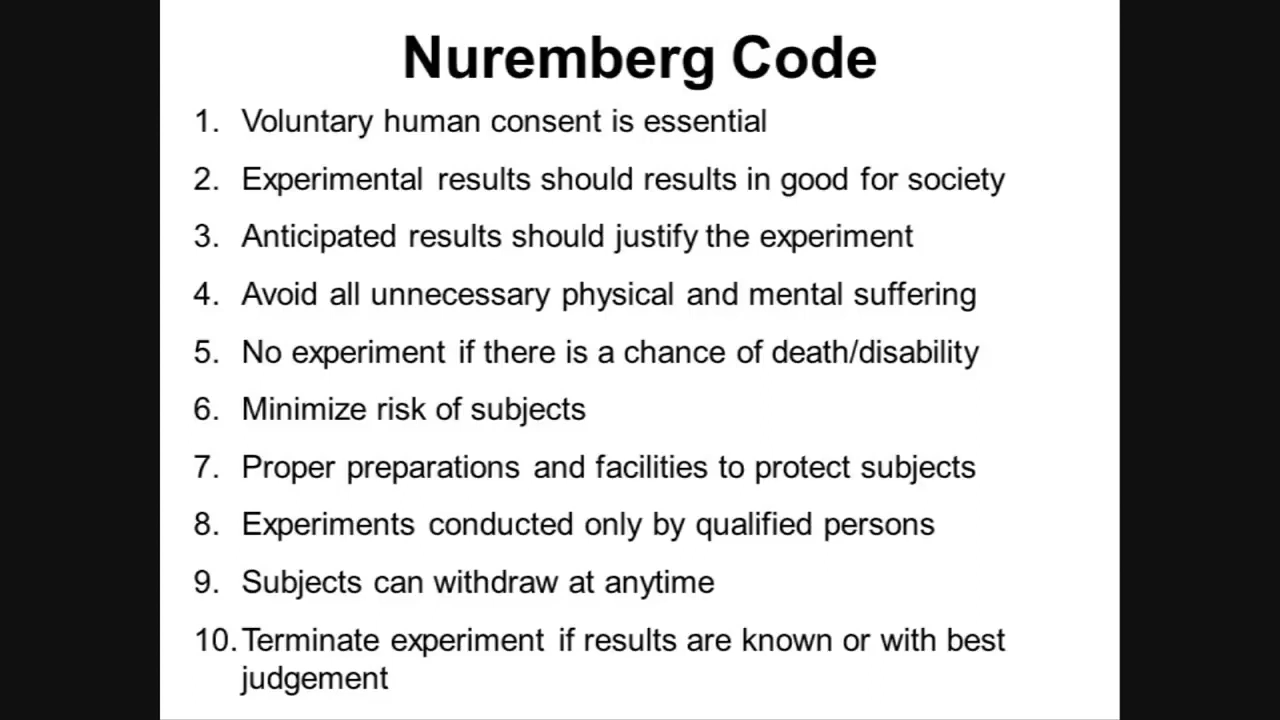 Nuremberg Code
1. Voluntary human consent is essential
2. Experimental results should results in good for society
3. Anticipated results should justify the experiment
4. Avoid all unnecessary physical and mental suffering
5. No experiment if there is a chance of death/disability
6. Minimize risk of subjects
7. Proper preparations and facilities to protect subjects
8. Experiments conducted only by qualified persons
9. Subjects can withdraw at anytime
10. Terminate experiment if results are known or with best
judgement